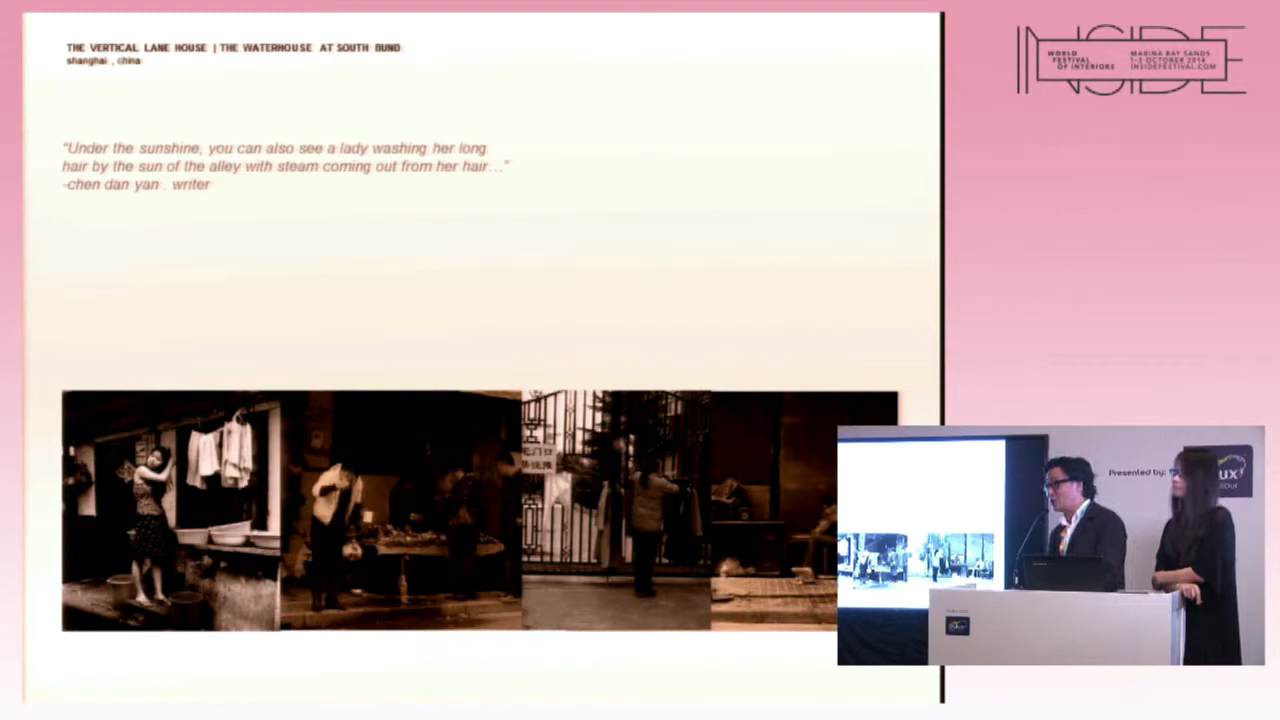 THE VERTICAL LANE HOUSE | THE WATERHOUSE AT SOUTH BUND
shanghai , china
"Under the sunshine, you can also see a lady washing her long
hair by the sun of the alley with steam coming out from her hair…"
-chen dan yan . writer
INSIDE
WORLD
FESTIVAL
OF INTERIORS
MARINA BAY SANDS
1-3 OCTOBER 2014
INSIDEFESTIVAL.COM
Presented by: